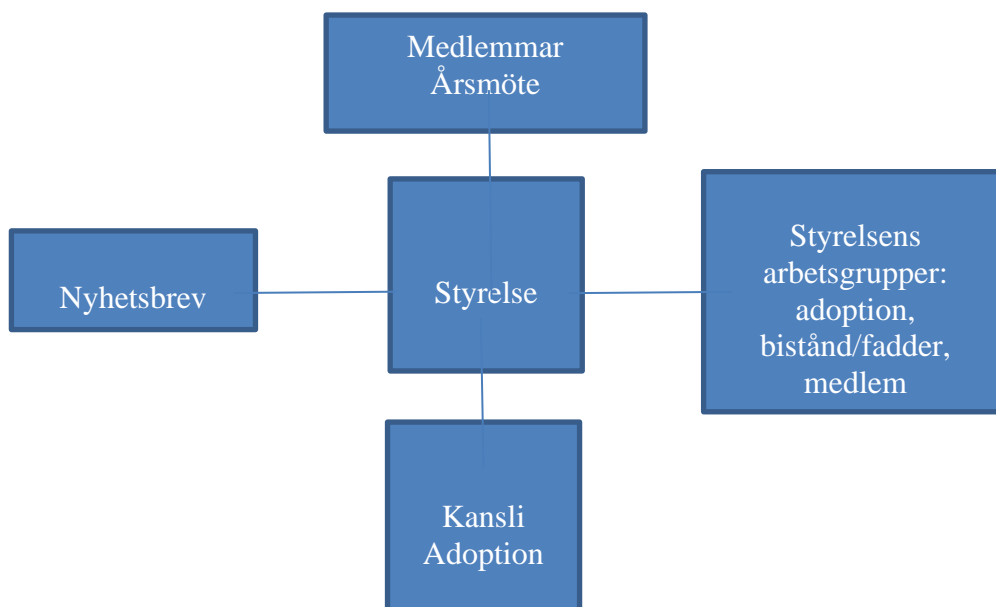 Medlemmar
Årsmöte
Nyhetsbrev
Styrelse
Styrelsens
arbetsgrupper:
adoption,
bistånd/fadder,
medlem
Kansli
Adoption